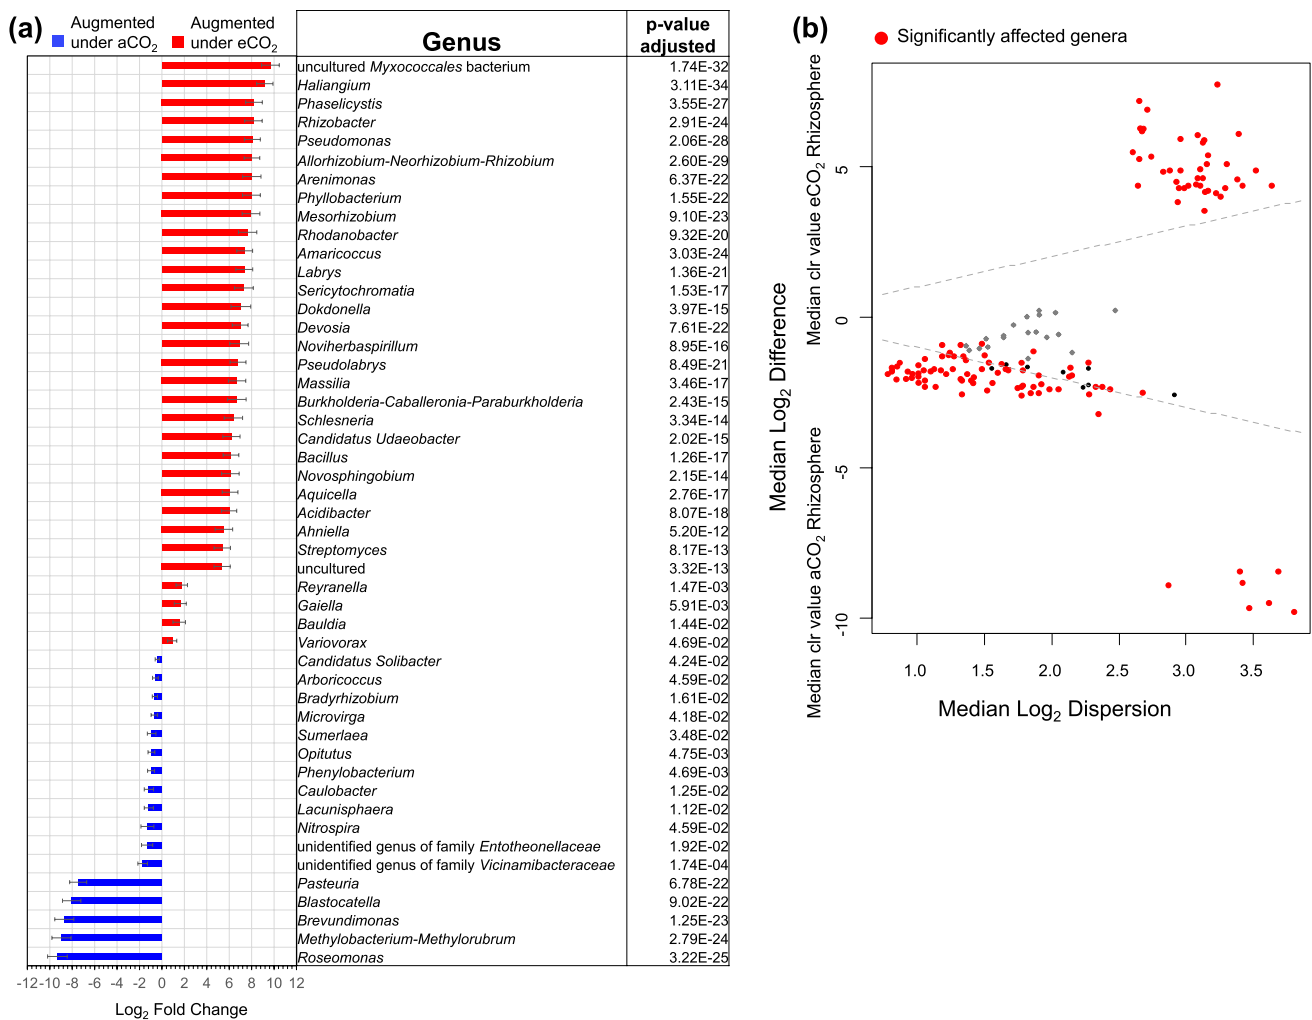 (a)
Augmented
under aCO₂
Augmented
under eCO₂
Genus
p-value
adjusted
uncultured Myxococcales bacterium 1.74E-32
Haliangium 3.11E-34
Phaselicystis 3.55E-27
Rhizobacter 2.91E-24
Pseudomonas 2.06E-28
Allorhizobium-Neorhizobium-Rhizobium 2.60E-29
Arenimonas 6.37E-22
Phyllobacterium 1.55E-22
Mesorhizobium 9.10E-23
Rhodanobacter 9.32E-20
Amaricoccus 3.03E-24
Labrys 1.36E-21
Sericytochromatia 1.53E-17
Dokdonella 3.97E-15
Devosia 7.61E-22
Noviherbaspirillum 8.95E-16
Pseudolabrys 8.49E-21
Massilia 3.46E-17
Burkholderia-Caballeronia-Paraburkholderia 2.43E-15
Schlesneria 3.34E-14
Candidatus Udaeobacter 2.02E-15
Bacillus 1.26E-17
Novosphingobium 2.15E-14
Aquicella 2.76E-17
Acidibacter 8.07E-18
Ahniella 5.20E-12
Streptomyces 8.17E-13
uncultured 3.32E-13
Reyranella 1.47E-03
Gaiella 5.91E-03
Bauldia 1.44E-02
Variovorax 4.69E-02
Candidatus Solibacter 4.24E-02
Arboricoccus 4.59E-02
Bradyrhizobium 1.61E-02
Microvirga 4.18E-02
Sumerlaea 3.48E-02
Opitutus 4.75E-03
Phenylobacterium 4.69E-03
Caulobacter 1.25E-02
Lacunisphaera 1.12E-02
Nitrospira 4.59E-02
unidentified genus of family Entotheonellaceae 1.92E-02
unidentified genus of family Vicinamibacteraceae 1.74E-04
Pasteuria 6.78E-22
Blastocatella 9.02E-22
Brevundimonas 1.25E-23
Methylobacterium-Methylorubrum 2.79E-24
Roseomonas 3.22E-25
-12 -10 -8 -6 -4 -2 0 2 4 6 8 10 12
Log₂ Fold Change
(b)
Significantly affected genera
Median Log₂ Difference
Median clr value eCO₂ Rhizosphere
Median clr value aCO₂ Rhizosphere
5
0
-5
-10
1.0 1.5 2.0 2.5 3.0 3.5
Median Log₂ Dispersion